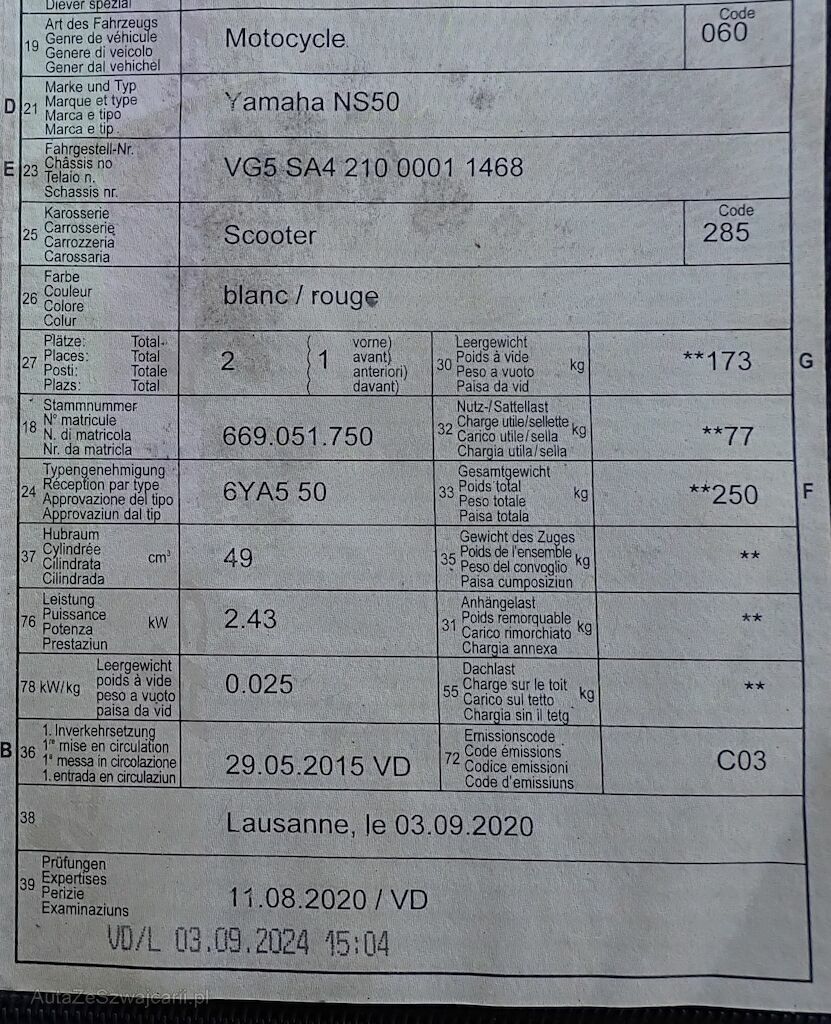 Diever spezial
19 Art des Fahrzeugs
Genre de véhicule
Genere di veicolo
Gener dal vehichel
Motocycle
Code
060
D 21 Marke und Typ
Marque et type
Marca e tipo
Marca e tip
Yamaha NS50
E 23 Fahrgestell-Nr.
Châssis no
Telaio n.
Schassis nr.
VG5 SA4 210 0001 1468
25 Karosserie
Carrosserie
Carrozzeria
Carossaria
Scooter
Code
285
26 Farbe
Couleur
Colore
Colur
blanc / rouge
27 Plätze: Total
Places: Total
Posti: Totale
Plazs: Total
2 ( 1 vorne)
avant)
anteriori)
davant)
30 Leergewicht
Poids à vide
Peso a vuoto
Paisa da vid
kg
**173 G
18 Stammnummer
N° matricule
N. di matricola
Nr. da matricla
669.051.750
32 Nutz-/Sattellast
Charge utile/sellette
Carico utile/sella
Chargia utila/sella
kg
**77
24 Typengenehmigung
Réception par type
Approvazione del tipo
Approvaziun dal tip
6YA5 50
33 Gesamtgewicht
Poids total
Peso totale
Paisa totala
kg
**250 F
37 Hubraum
Cylindrée
Cilindrata
Cilindrada
cm³
49
35 Gewicht des Zuges
Poids de l'ensemble
Peso del convoglio
Paisa cumposiziun
kg
**
76 Leistung
Puissance
Potenza
Prestaziun
kW
2.43
31 Anhängelast
Poids remorquable
Carico rimorchiato
Chargia annexa
kg
**
78 kW/kg Leergewicht
poids à vide
peso a vuoto
paisa da vid
0.025
55 Dachlast
Charge sur le toit
Carico sul tetto
Chargia sin il tetg
kg
**
B 36 1. Inverkehrsetzung
1re mise en circulation
1a messa in circolazione
1. entrada en circulaziun
29.05.2015 VD
72 Emissionscode
Code émissions
Codice emissioni
Code d'emissiuns
C03
38 Lausanne, le 03.09.2020
39 Prüfungen
Expertises
Perizie
Examinaziuns
11.08.2020 / VD
VD/L 03.09.2024 15:04
AutaZeSzwajcarii.pl